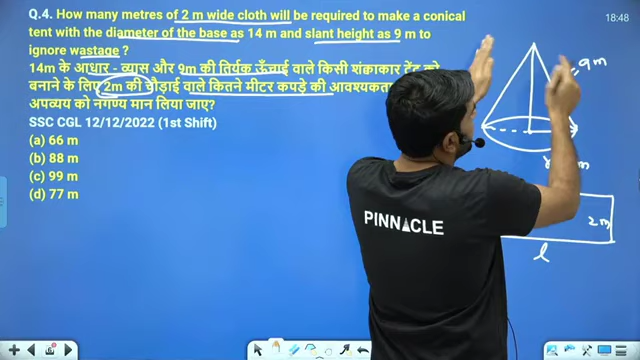 Q.4. How many metres of 2 m wide cloth will be required to make a conical
tent with the diameter of the base as 14 m and slant height as 9 m to
ignore wastage ?
14m के आधार - व्यास और 9m की तिर्यक ऊँचाई वाले किसी शंक्वाकार टेंट को
बनाने के लिए 2m की चौड़ाई वाले कितने मीटर कपड़े की आवश्यकता
अपव्यय को नगण्य मान लिया जाए?
SSC CGL 12/12/2022 (1st Shift)
(a) 66 m
(b) 88 m
(c) 99 m
(d) 77 m
18:48
9m
m
2m
l
PINNACLE